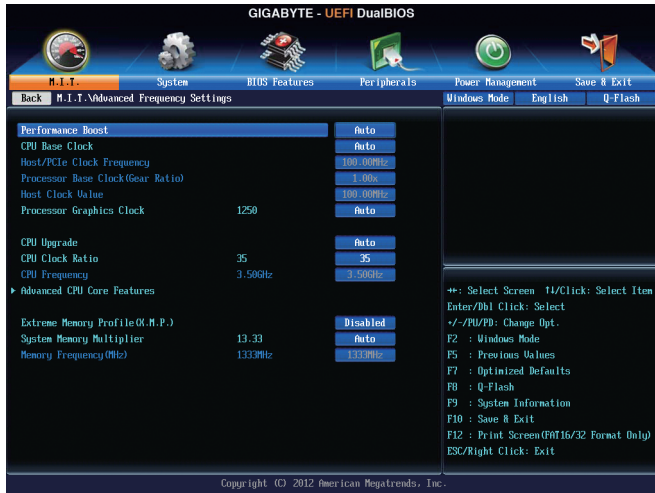 GIGABYTE - UEFI DualBIOS
M.I.T. System BIOS Features Peripherals Power Management Save & Exit
Back M.I.T.\Advanced Frequency Settings Windows Mode English Q-Flash
Performance Boost Auto
CPU Base Clock Auto
Host/PCIe Clock Frequency 100.00MHz
Processor Base Clock(Gear Ratio) 1.00x
Host Clock Value 100.00MHz
Processor Graphics Clock 1250 Auto
CPU Upgrade Auto
CPU Clock Ratio 35 35
CPU Frequency 3.50GHz 3.50GHz
Advanced CPU Core Features
Extreme Memory Profile(X.M.P.) Disabled
System Memory Multiplier 13.33 Auto
Memory Frequency(MHz) 1333MHz 1333MHz
→←: Select Screen ↑↓/Click: Select Item
Enter/Dbl Click: Select
+/-/PU/PD: Change Opt.
F2 : Windows Mode
F5 : Previous Values
F7 : Optimized Defaults
F8 : Q-Flash
F9 : System Information
F10 : Save & Exit
F12 : Print Screen(FAT16/32 Format Only)
ESC/Right Click: Exit
Copyright (C) 2012 American Megatrends, Inc.